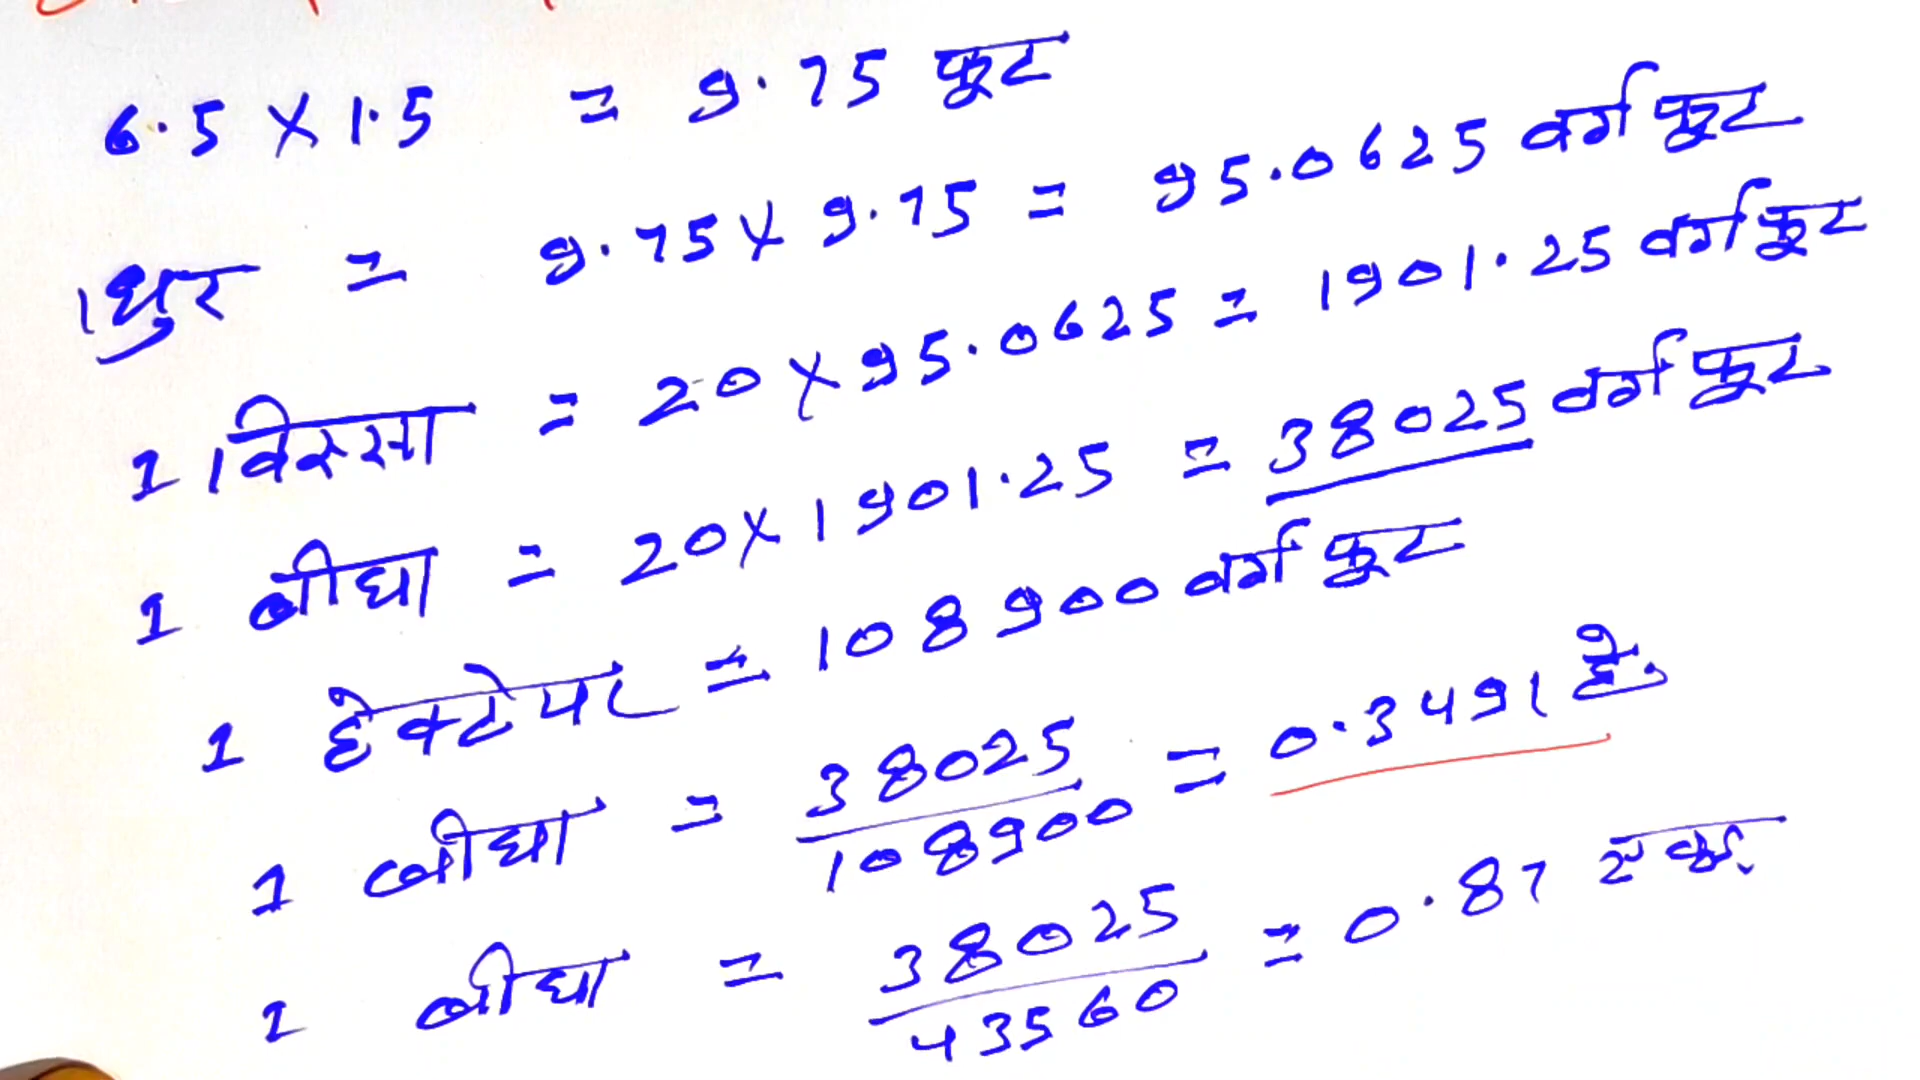 6.5 × 1.5 = 9.75 फूट
1 धुर = 9.75 × 9.75 = 95.0625 वर्ग फूट
1 विस्सा = 20 × 95.0625 = 1901.25 वर्ग फूट
1 बीघा = 20 × 1901.25 = 38025 वर्ग फूट
1 हेक्टेयर = 108900 वर्ग फूट
1 बीघा = 38025 / 108900 = 0.3491 हे.
1 बीघा = 38025 / 43560 = 0.87 एक.